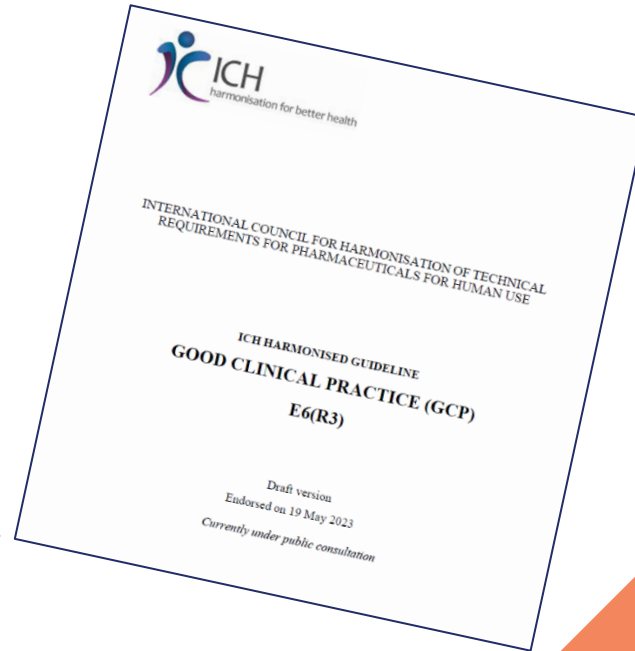 ICH
harmonisation for better health
INTERNATIONAL COUNCIL FOR HARMONISATION OF TECHNICAL
REQUIREMENTS FOR PHARMACEUTICALS FOR HUMAN USE
ICH HARMONISED GUIDELINE
GOOD CLINICAL PRACTICE (GCP)
E6(R3)
Draft version
Endorsed on 19 May 2023
Currently under public consultation